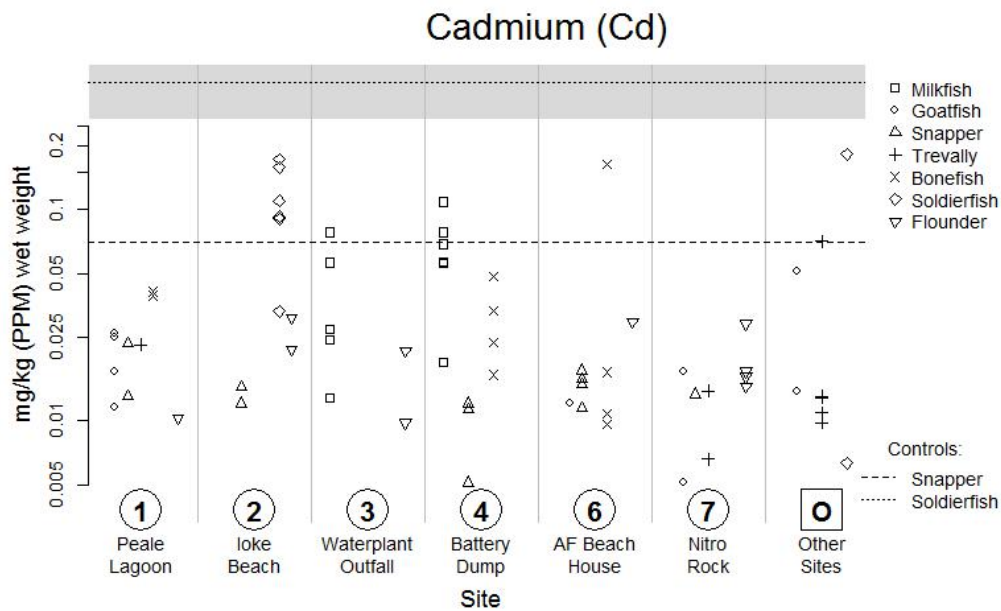 Cadmium (Cd)
mg/kg (PPM) wet weight
0.2
0.1
0.05
0.025
0.01
0.005
Milkfish
Goatfish
Snapper
Trevally
Bonefish
Soldierfish
Flounder
Controls:
Snapper
Soldierfish
1
2
3
4
6
7
O
Peale
Lagoon
Ioke
Beach
Waterplant
Outfall
Battery
Dump
AF Beach
House
Nitro
Rock
Other
Sites
Site